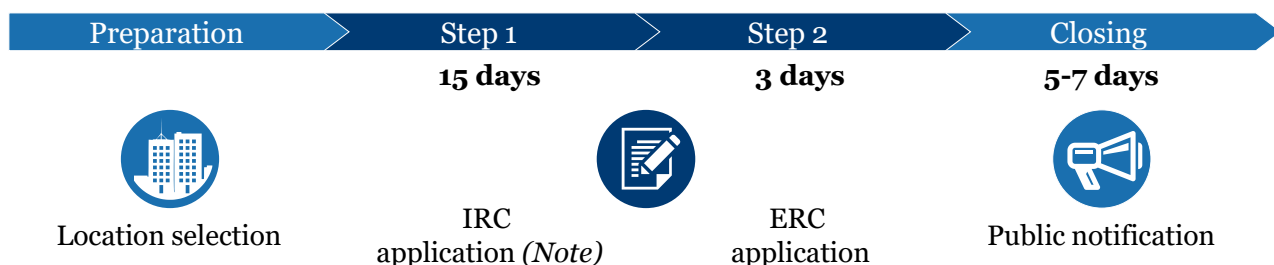 Preparation
Step 1
Step 2
Closing
15 days
3 days
5-7 days
Location selection
IRC
application (Note)
ERC
application
Public notification